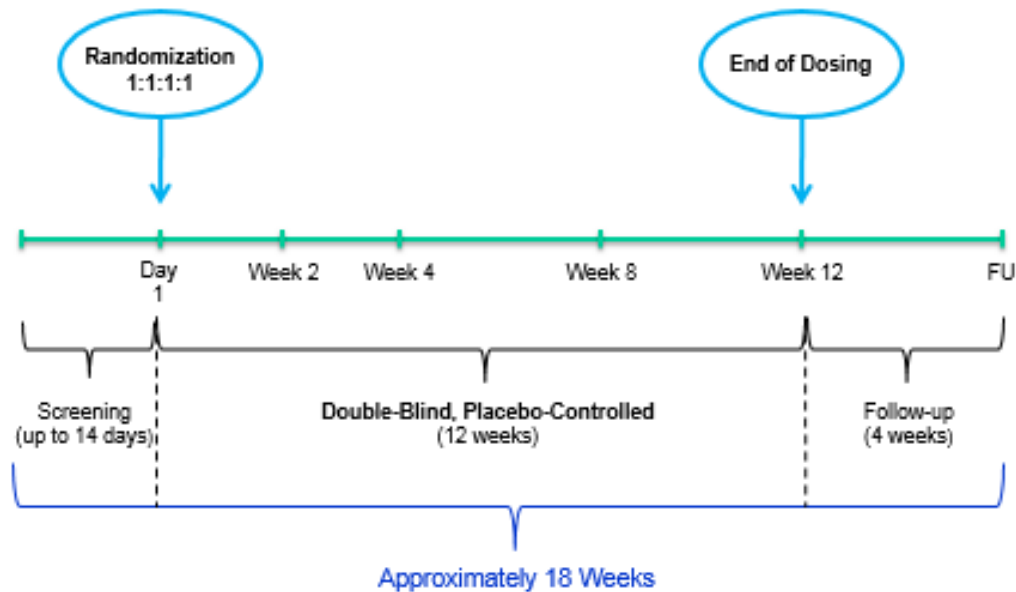 Randomization
1:1:1:1
End of Dosing
Day
1
Week 2
Week 4
Week 8
Week 12
FU
Screening
(up to 14 days)
Double-Blind, Placebo-Controlled
(12 weeks)
Follow-up
(4 weeks)
Approximately 18 Weeks